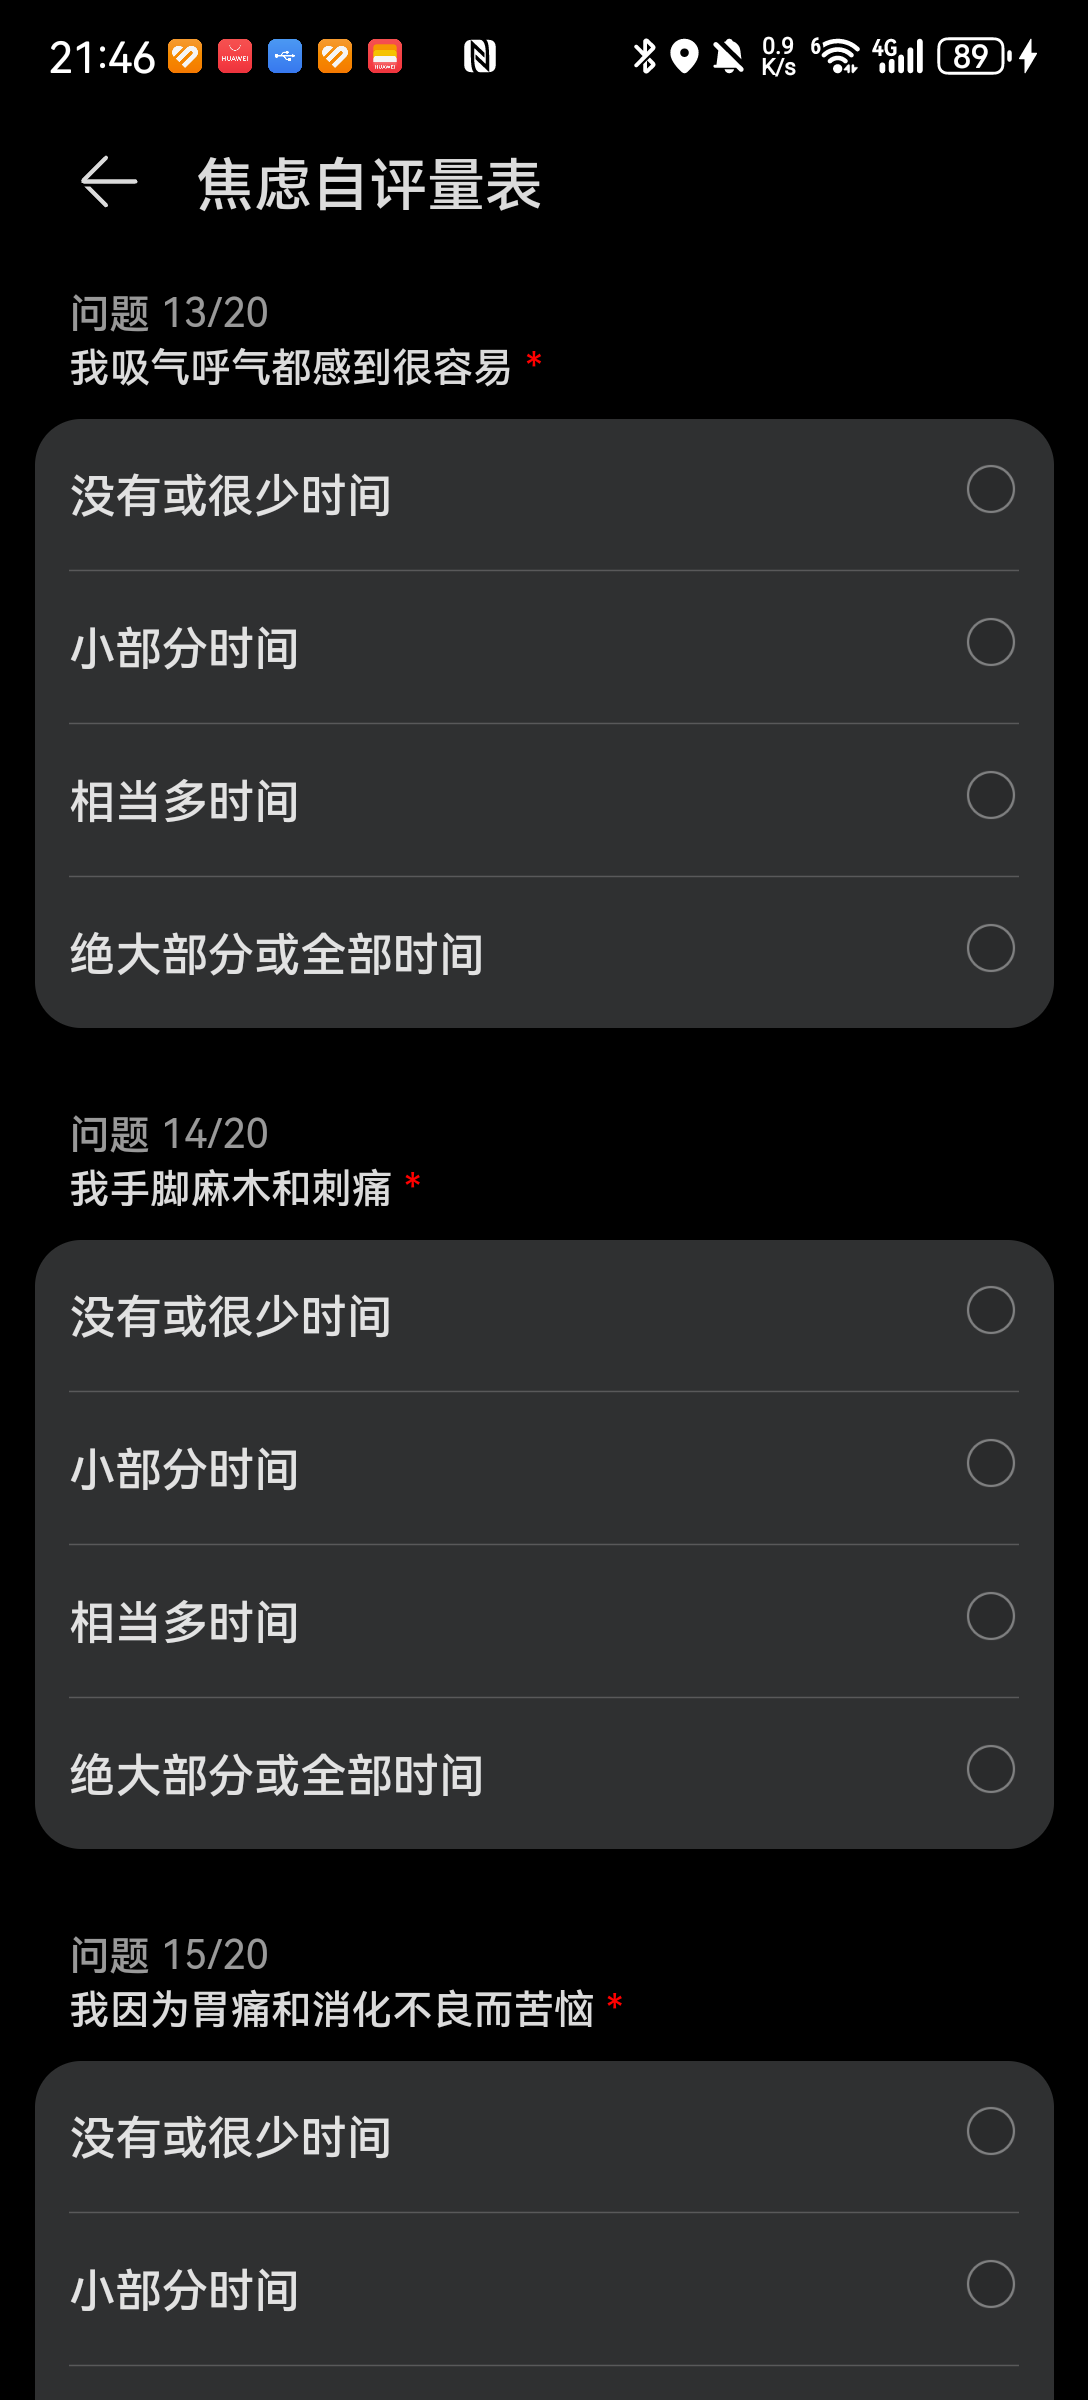 21:46 0.9 K/s 6 4G 89
焦虑自评量表
问题 13/20
我吸气呼气都感到很容易 *
没有或很少时间
小部分时间
相当多时间
绝大部分或全部时间
问题 14/20
我手脚麻木和刺痛 *
没有或很少时间
小部分时间
相当多时间
绝大部分或全部时间
问题 15/20
我因为胃痛和消化不良而苦恼 *
没有或很少时间
小部分时间